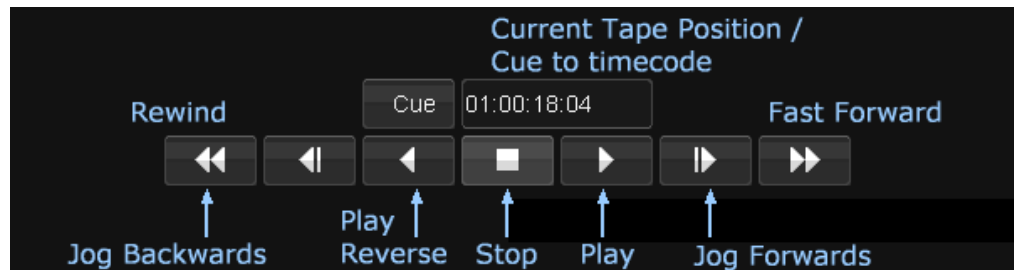 Current Tape Position /
Cue to timecode
Cue 01:00:18:04
Rewind
Fast Forward
Jog Backwards
Play
Reverse
Stop
Play
Jog Forwards